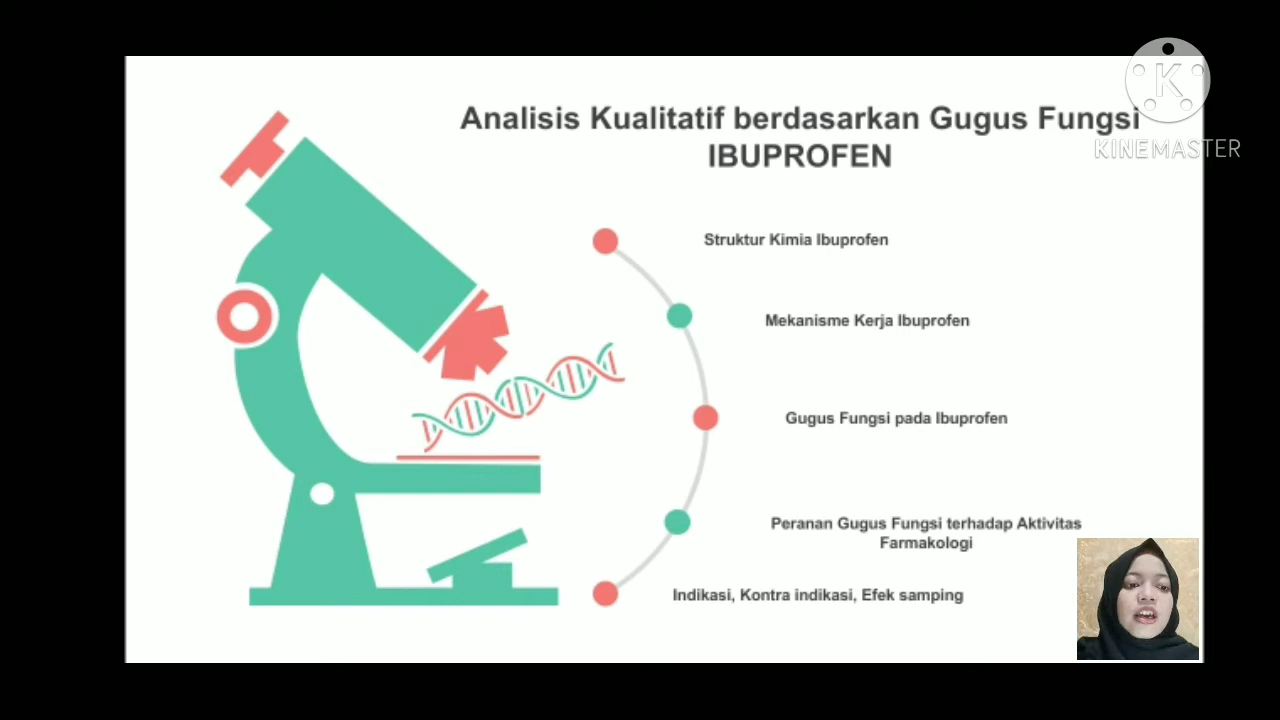 Analisis Kualitatif berdasarkan Gugus Fungsi
IBUPROFEN
K
KINEMASTER
Struktur Kimia Ibuprofen
Mekanisme Kerja Ibuprofen
Gugus Fungsi pada Ibuprofen
Peranan Gugus Fungsi terhadap Aktivitas
Farmakologi
Indikasi, Kontra indikasi, Efek samping